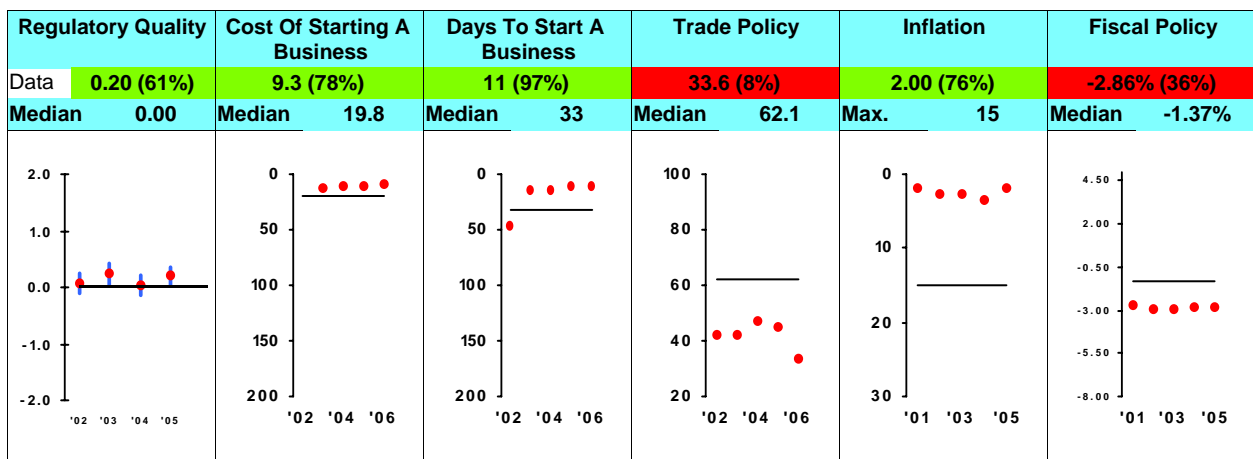 Regulatory Quality
Cost Of Starting A
Business
Days To Start A
Business
Trade Policy
Inflation
Fiscal Policy
Data 0.20 (61%)
9.3 (78%)
11 (97%)
33.6 (8%)
2.00 (76%)
-2.86% (36%)
Median 0.00
Median 19.8
Median 33
Median 62.1
Max. 15
Median -1.37%
2.0
1.0
0.0
-1.0
-2.0
'02 '03 '04 '05
0
50
100
150
200
'02 '04 '06
0
50
100
150
200
'02 '04 '06
100
80
60
40
20
'02 '04 '06
0
10
20
30
'01 '03 '05
4.50
2.00
-0.50
-3.00
-5.50
-8.00
'01 '03 '05